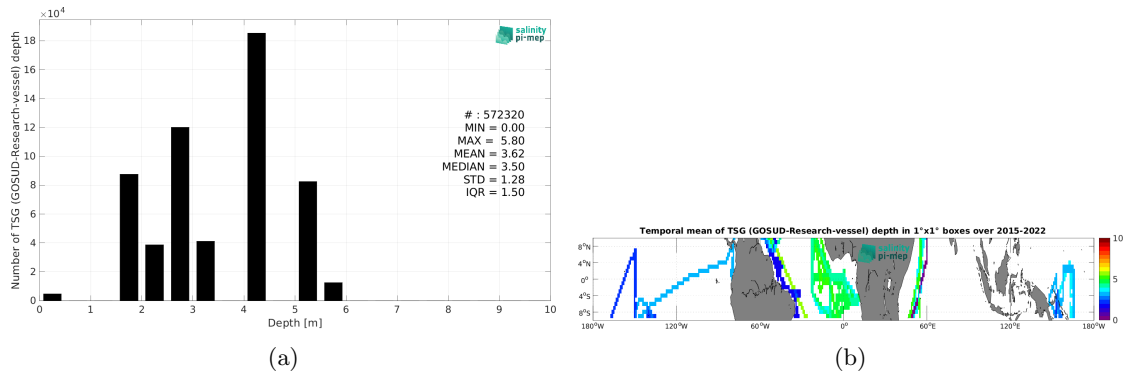 ×10⁴
salinity
pi-mep
18
16
14
12
10
8
6
4
2
0
Number of TSG (GOSUD-Research-vessel) depth
# : 572320
MIN = 0.00
MAX = 5.80
MEAN = 3.62
MEDIAN = 3.50
STD = 1.28
IQR = 1.50
0 1 2 3 4 5 6 7 8 9 10
Depth [m]
(a)
Temporal mean of TSG (GOSUD-Research-vessel) depth in 1°x1° boxes over 2015-2022
salinity
pi-mep
8°N
4°N
0°
4°S
8°S
180°W 120°W 60°W 0° 60°E 120°E 180°W
10
5
0
(b)